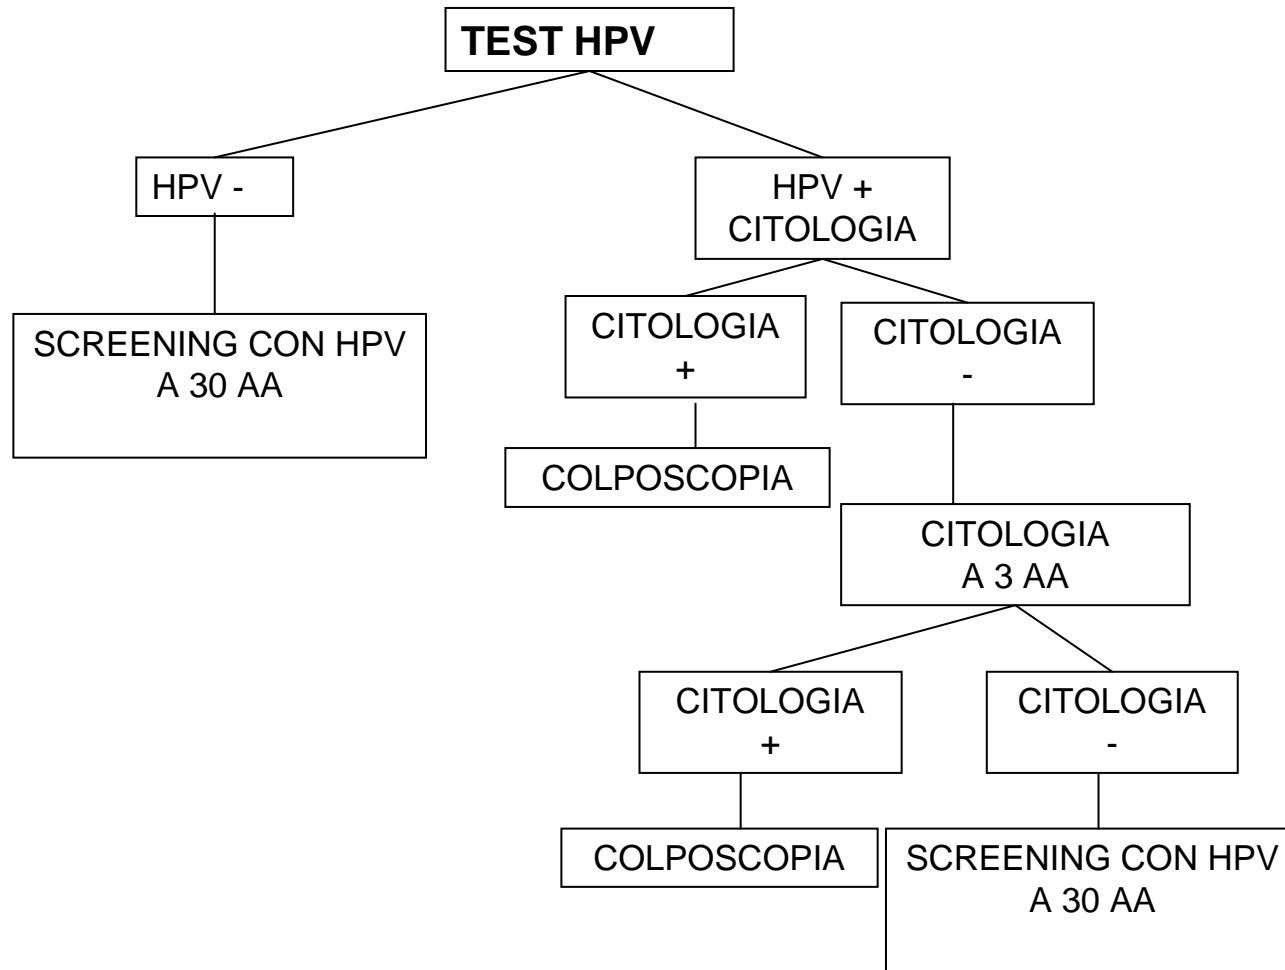 TEST HPV
HPV -
HPV +
CITOLOGIA
SCREENING CON HPV
A 30 AA
CITOLOGIA
+
CITOLOGIA
-
COLPOSCOPIA
CITOLOGIA
A 3 AA
CITOLOGIA
+
CITOLOGIA
-
COLPOSCOPIA
SCREENING CON HPV
A 30 AA